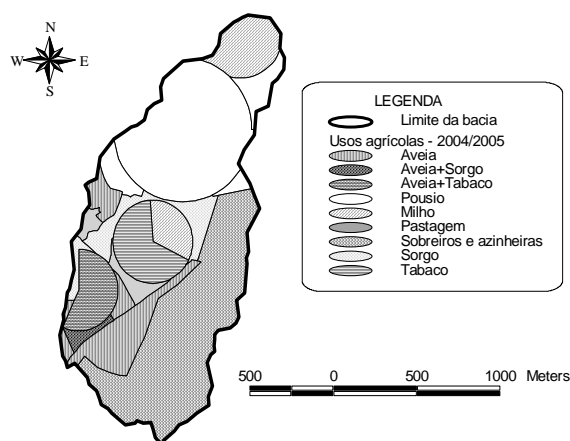 N
W E
S
LEGENDA
Limite da bacia
Usos agrícolas - 2004/2005
Aveia
Aveia+Sorgo
Aveia+Tabaco
Pousio
Milho
Pastagem
Sobreiros e azinheiras
Sorgo
Tabaco
500 0 500 1000 Meters